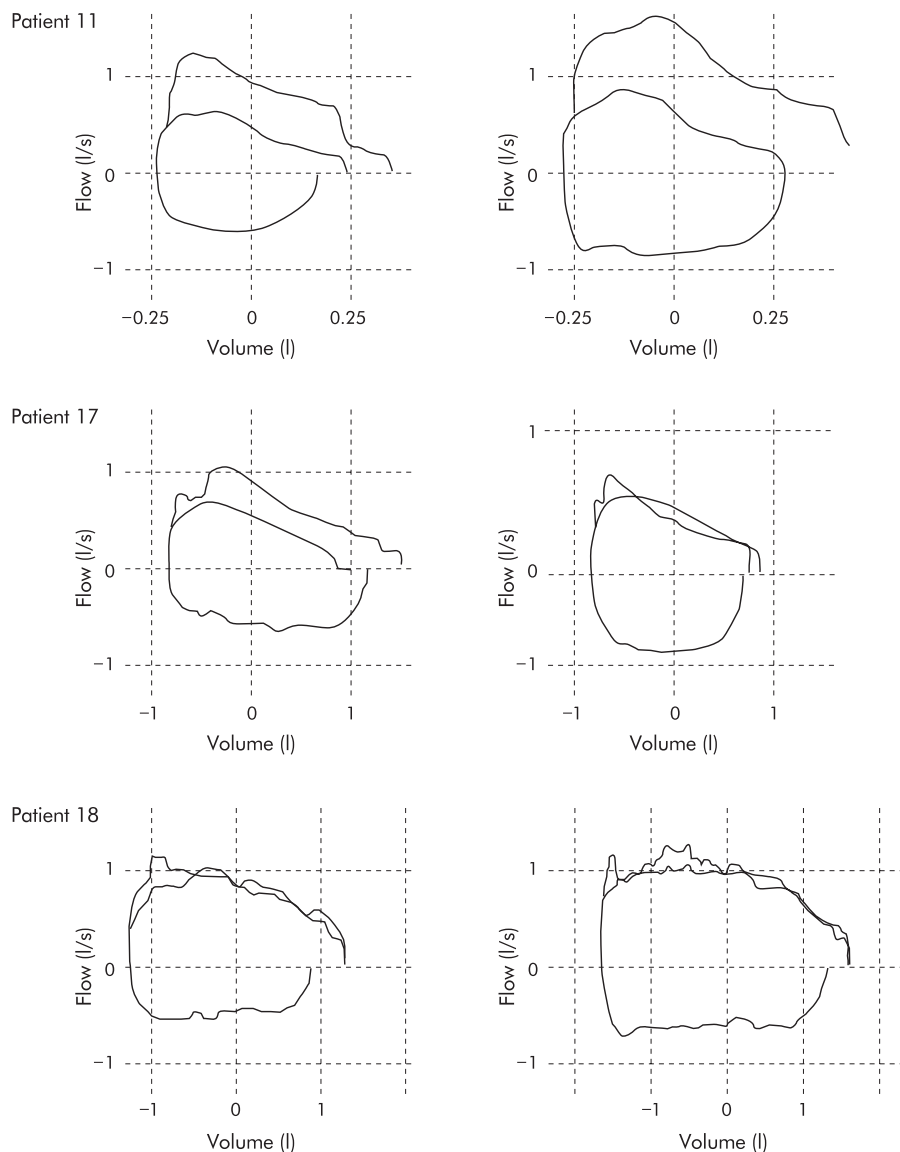 Patient 11
1
0
−1
Flow (l/s)
−0.25 0 0.25
Volume (l)
1
0
−1
Flow (l/s)
−0.25 0 0.25
Volume (l)
Patient 17
1
0
−1
Flow (l/s)
−1 0 1
Volume (l)
1
0
−1
Flow (l/s)
−1 0 1
Volume (l)
Patient 18
1
0
−1
Flow (l/s)
−1 0 1
Volume (l)
1
0
−1
Flow (l/s)
−1 0 1
Volume (l)